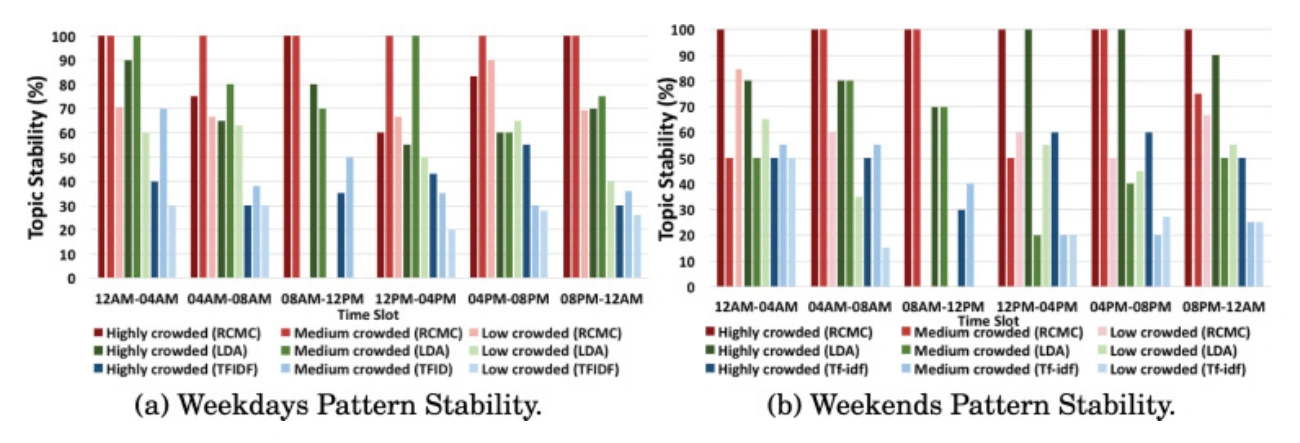 Topic Stability (%)
100
90
80
70
60
50
40
30
20
10
0
12AM-04AM 04AM-08AM 08AM-12PM 12PM-04PM 04PM-08PM 08PM-12AM
Time Slot
Highly crowded (RCMC) Medium crowded (RCMC) Low crowded (RCMC)
Highly crowded (LDA) Medium crowded (LDA) Low crowded (LDA)
Highly crowded (TFIDF) Medium crowded (TFID) Low crowded (TFIDF)
(a) Weekdays Pattern Stability.
Topic Stability (%)
100
90
80
70
60
50
40
30
20
10
0
12AM-04AM 04AM-08AM 08AM-12PM 12PM-04PM 04PM-08PM 08PM-12AM
Time Slot
Highly crowded (RCMC) Medium crowded (RCMC) Low crowded (RCMC)
Highly crowded (LDA) Medium crowded (LDA) Low crowded (LDA)
Highly crowded (Tf-idf) Medium crowded (Tf-idf) Low crowded (Tf-idf)
(b) Weekends Pattern Stability.